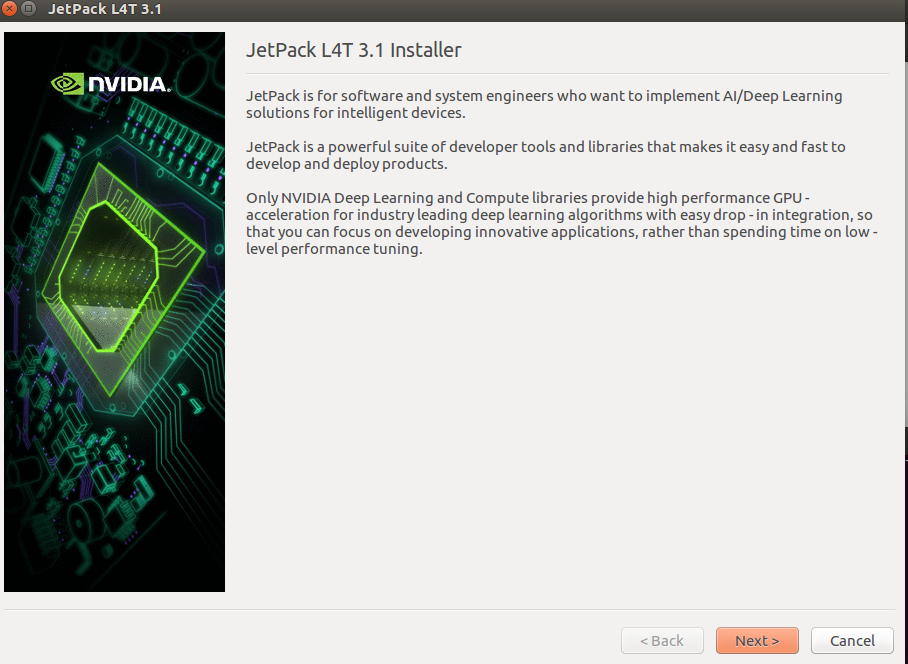 JetPack L4T 3.1
NVIDIA.
JetPack L4T 3.1 Installer
JetPack is for software and system engineers who want to implement AI/Deep Learning
solutions for intelligent devices.
JetPack is a powerful suite of developer tools and libraries that makes it easy and fast to
develop and deploy products.
Only NVIDIA Deep Learning and Compute libraries provide high performance GPU -
acceleration for industry leading deep learning algorithms with easy drop - in integration, so
that you can focus on developing innovative applications, rather than spending time on low -
level performance tuning.
< Back
Next >
Cancel